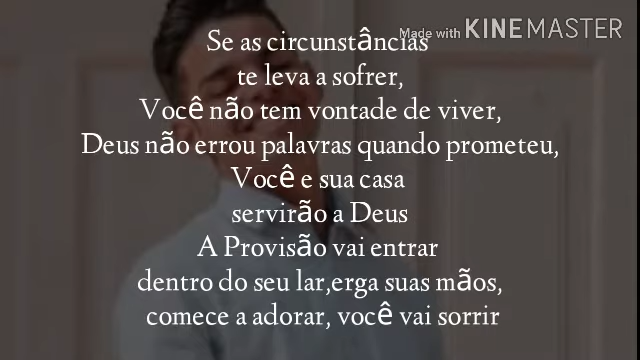 Made with KINEMASTER
Se as circunstâncias
te leva a sofrer,
Você não tem vontade de viver,
Deus não errou palavras quando prometeu,
Você e sua casa
servirão a Deus
A Provisão vai entrar
dentro do seu lar,erga suas mãos,
comece a adorar, você vai sorrir